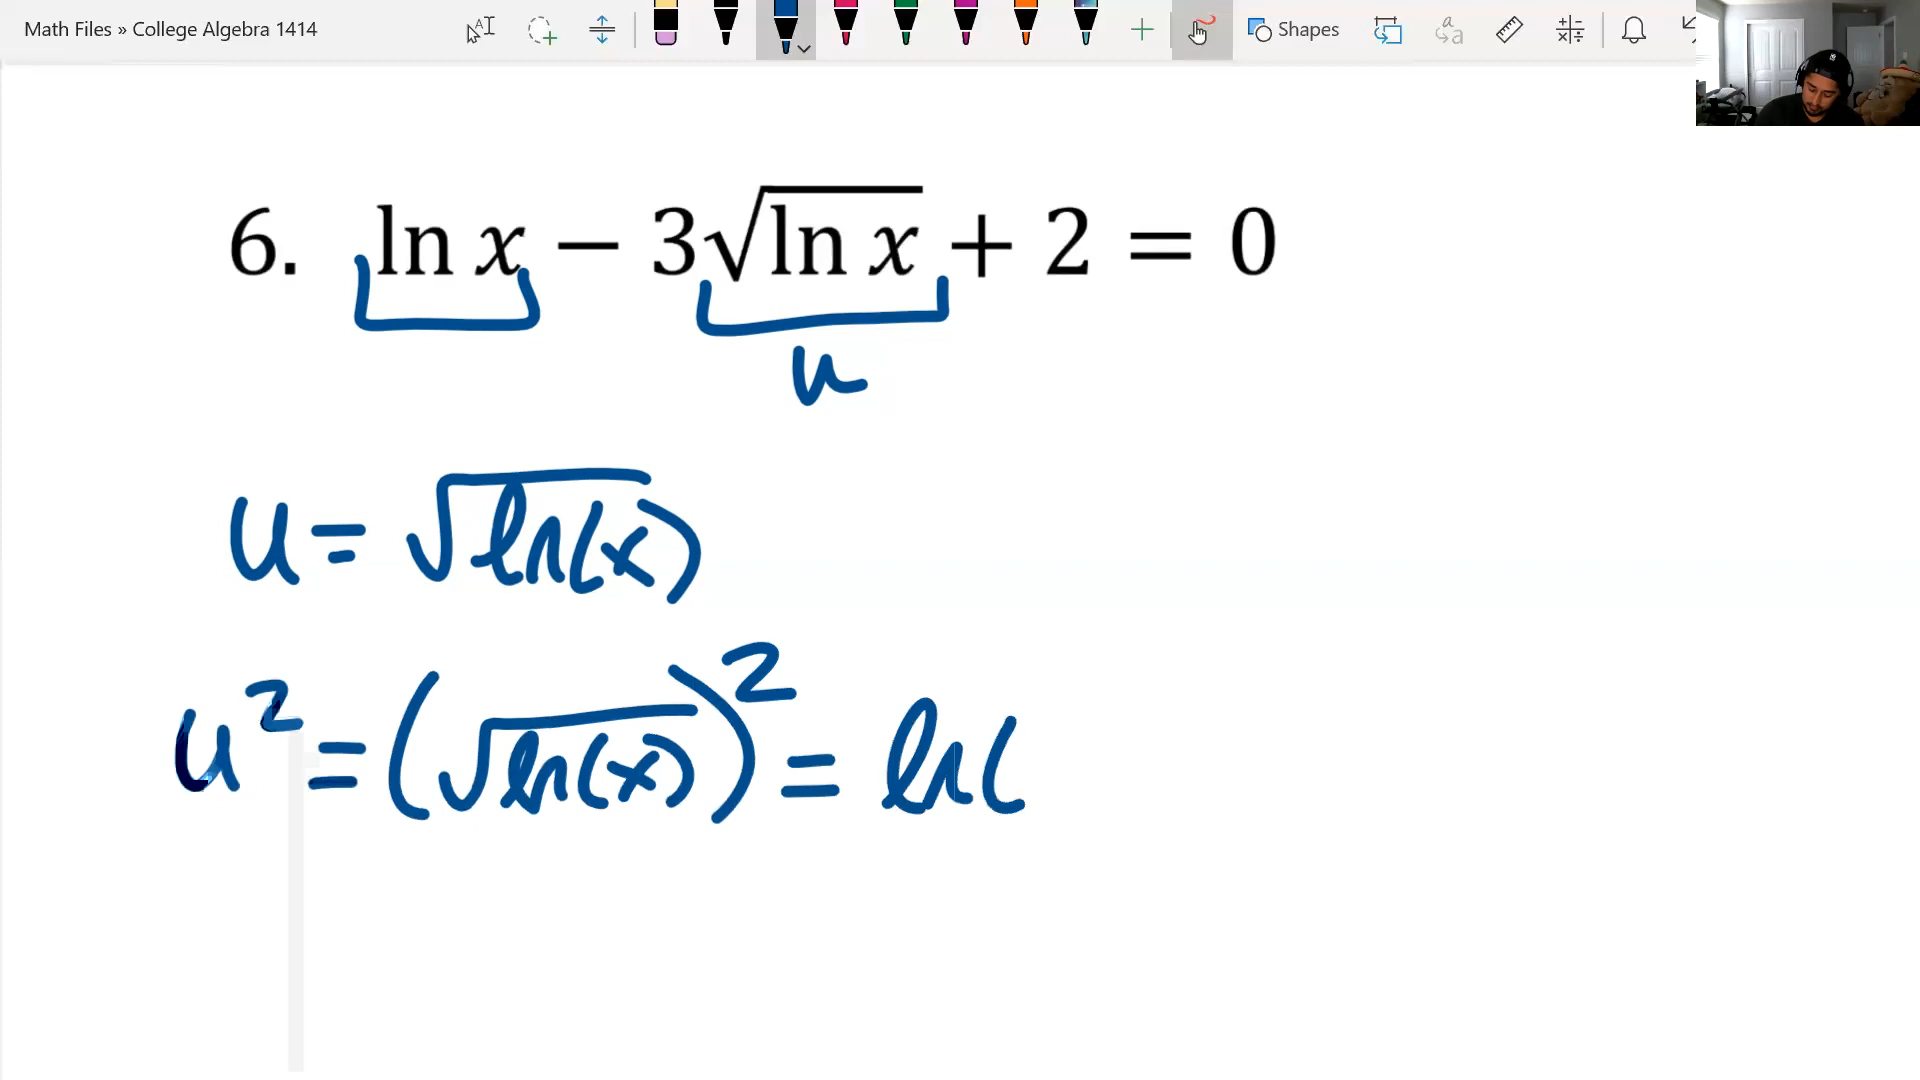 Math Files » College Algebra 1414
Shapes
6. ln x − 3√ln x + 2 = 0
u
u = √ln(x)
u² = (√ln(x))² = ln(